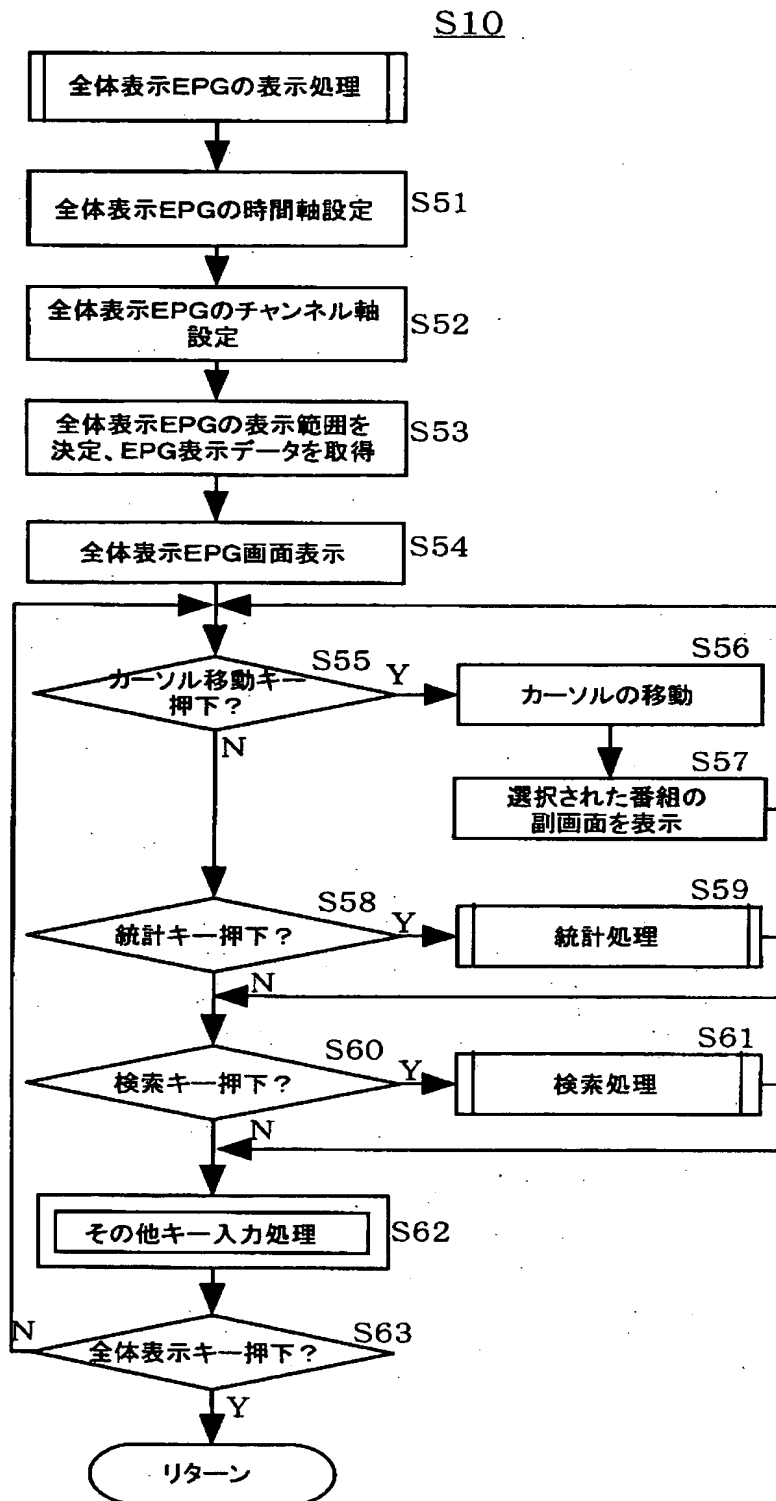 S10
全体表示EPGの表示処理
全体表示EPGの時間軸設定
S51
全体表示EPGのチャンネル軸
設定
S52
全体表示EPGの表示範囲を
決定、EPG表示データを取得
S53
全体表示EPG画面表示
S54
カーソル移動キー
押下？
S55
Y
N
カーソルの移動
S56
選択された番組の
副画面を表示
S57
統計キー押下？
S58
Y
N
統計処理
S59
検索キー押下？
S60
Y
N
検索処理
S61
その他キー入力処理
S62
全体表示キー押下？
S63
N
Y
リターン